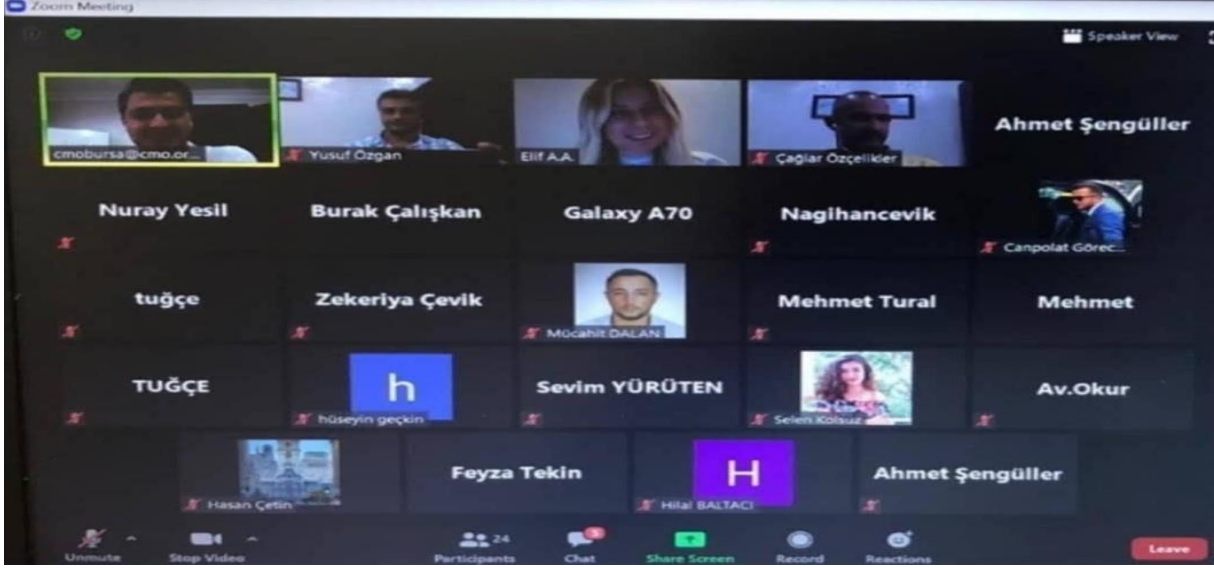 Zoom Meeting
Speaker View
cmobursa@cmo.or...
Yusuf Özgan
Elif A.A.
Çağlar Özçelikler
Ahmet Şengüller
Nuray Yesil
Burak Çalışkan
Galaxy A70
Nagihancevik
Canpolat Görec...
tuğçe
Zekeriya Çevik
Mücahit DALAN
Mehmet Tural
Mehmet
TUĞÇE
h
hüseyin geçkin
Sevim YÜRÜTEN
Selen Kolsuz
Av.Okur
Hasan Çetin
Feyza Tekin
H
Hilal BALTACI
Ahmet Şengüller
Unmute
Stop Video
24
Participants
Chat
Share Screen
Record
Reactions
Leave